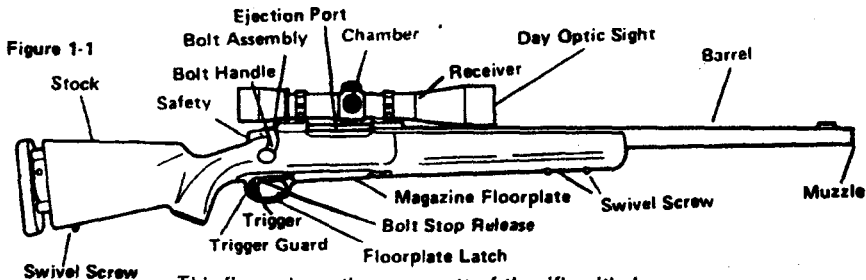 Ejection Port
Bolt Assembly
Chamber
Day Optic Sight
Figure 1-1
Barrel
Stock
Bolt Handle
Receiver
Safety
Magazine Floorplate
Swivel Screw
Muzzle
Trigger
Bolt Stop Release
Trigger Guard
Floorplate Latch
Swivel Screw